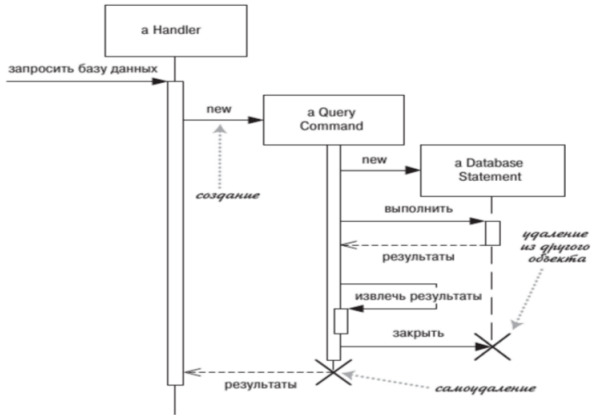 a Handler
запросить базу данных
new
a Query
Command
создание
new
a Database
Statement
выполнить
удаление
из другого
объекта
результаты
извлечь результаты
закрыть
результаты
самоудаление